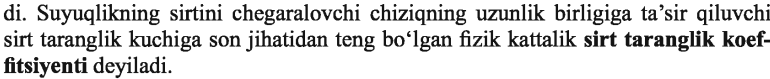 di. Suyuqlikning sirtini chegaralovchi chiziqning uzunlik birligiga ta’sir qiluvchi
sirt taranglik kuchiga son jihatidan teng bo‘lgan fizik kattalik sirt taranglik koef-
fitsiyenti deyiladi.